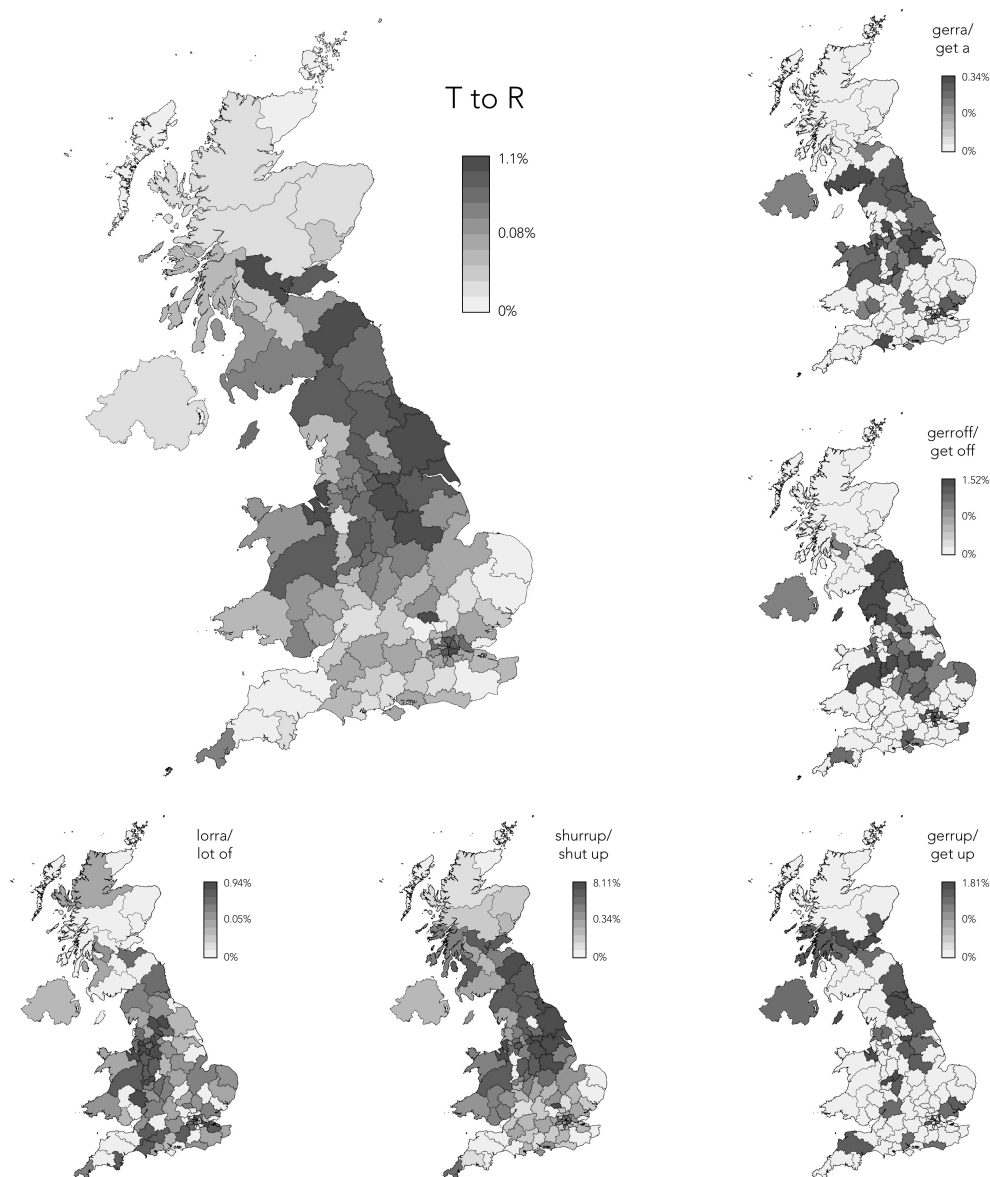 T to R
1.1%
0.08%
0%
gerra/
get a
0.34%
0%
0%
gerroff/
get off
1.52%
0%
0%
lorra/
lot of
0.94%
0.05%
0%
shurrup/
shut up
8.11%
0.34%
0%
gerrup/
get up
1.81%
0%
0%